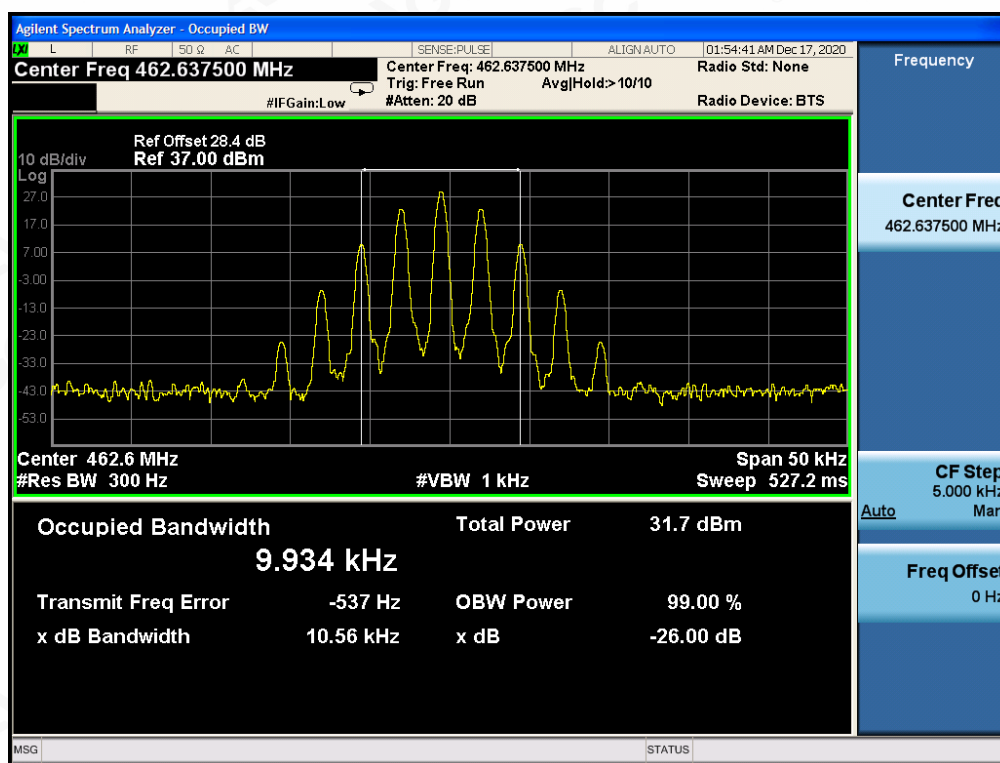 Agilent Spectrum Analyzer - Occupied BW
LXI L RF 50 Ω AC SENSE:PULSE ALIGN AUTO 01:54:41 AM Dec 17, 2020
Center Freq 462.637500 MHz
Center Freq: 462.637500 MHz
Radio Std: None
Trig: Free Run Avg|Hold:> 10/10
#IFGain:Low
#Atten: 20 dB
Radio Device: BTS
Frequency
Ref Offset 28.4 dB
10 dB/div Ref 37.00 dBm
Log
27.0
17.0
7.00
-3.00
-13.0
-23.0
-33.0
-43.0
-53.0
Center 462.6 MHz Span 50 kHz
#Res BW 300 Hz #VBW 1 kHz Sweep 527.2 ms
Center Freq
462.637500 MHz
CF Step
5.000 kHz
Auto Man
Freq Offset
0 Hz
Occupied Bandwidth Total Power 31.7 dBm
9.934 kHz
Transmit Freq Error -537 Hz OBW Power 99.00 %
x dB Bandwidth 10.56 kHz x dB -26.00 dB
MSG STATUS